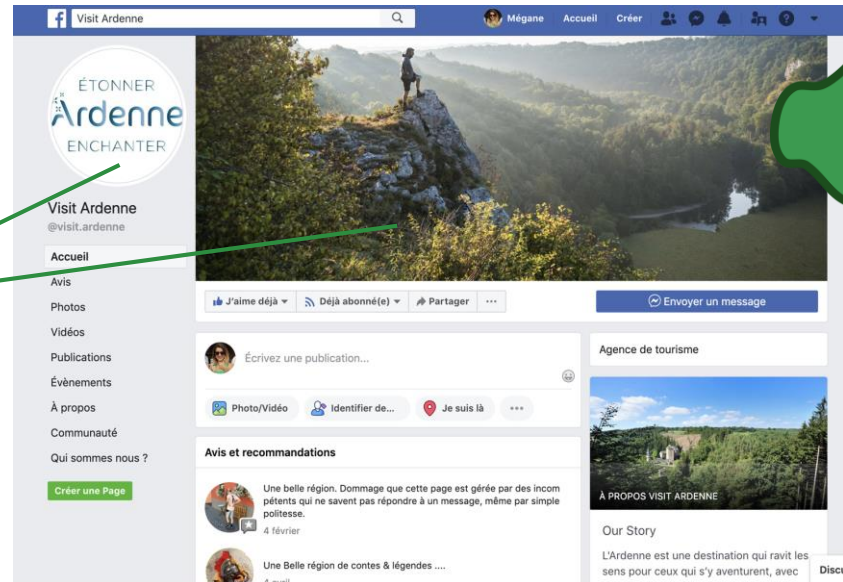 Visit Ardenne
Mégane Accueil Créer
ÉTONNER
Ardenne
ENCHANTER
Visit Ardenne
@visit.ardenne
Accueil
Avis
Photos
Vidéos
Publications
Évènements
À propos
Communauté
Qui sommes nous ?
Créer une Page
J'aime déjà Déjà abonné(e) Partager ...
Envoyer un message
Écrivez une publication...
Photo/Vidéo Identifier de... Je suis là ...
Avis et recommandations
Une belle région. Dommage que cette page est gérée par des incom
pétents qui ne savent pas répondre à un message, même par simple
politesse.
4 février
Une Belle région de contes & légendes ....
4 avril
Agence de tourisme
À PROPOS VISIT ARDENNE
Our Story
L'Ardenne est une destination qui ravit les
sens pour ceux qui s'y aventurent, avec
Discu